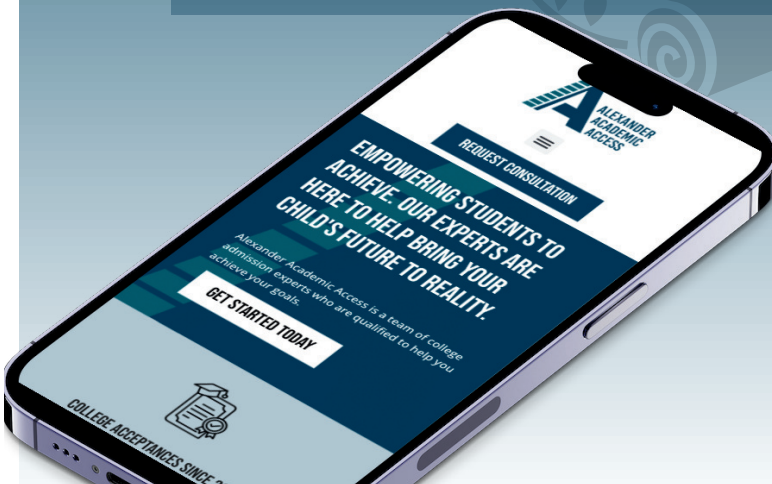 ALEXANDER
ACADEMIC
ACCESS
REQUEST CONSULTATION
EMPOWERING STUDENTS TO
ACHIEVE. OUR EXPERTS ARE
HERE TO HELP BRING YOUR
CHILD'S FUTURE TO REALITY.
Alexander Academic Access is a team of college
admission experts who are qualified to help you
achieve your goals.
GET STARTED TODAY
COLLEGE ACCEPTANCES SINCE